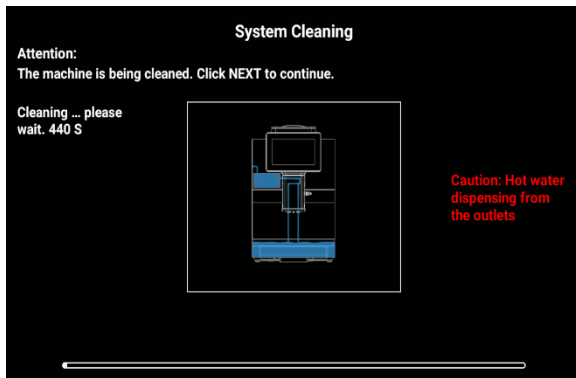 System Cleaning
Attention:
The machine is being cleaned. Click NEXT to continue.
Cleaning ... please
wait. 440 S
Caution: Hot water
dispensing from
the outlets